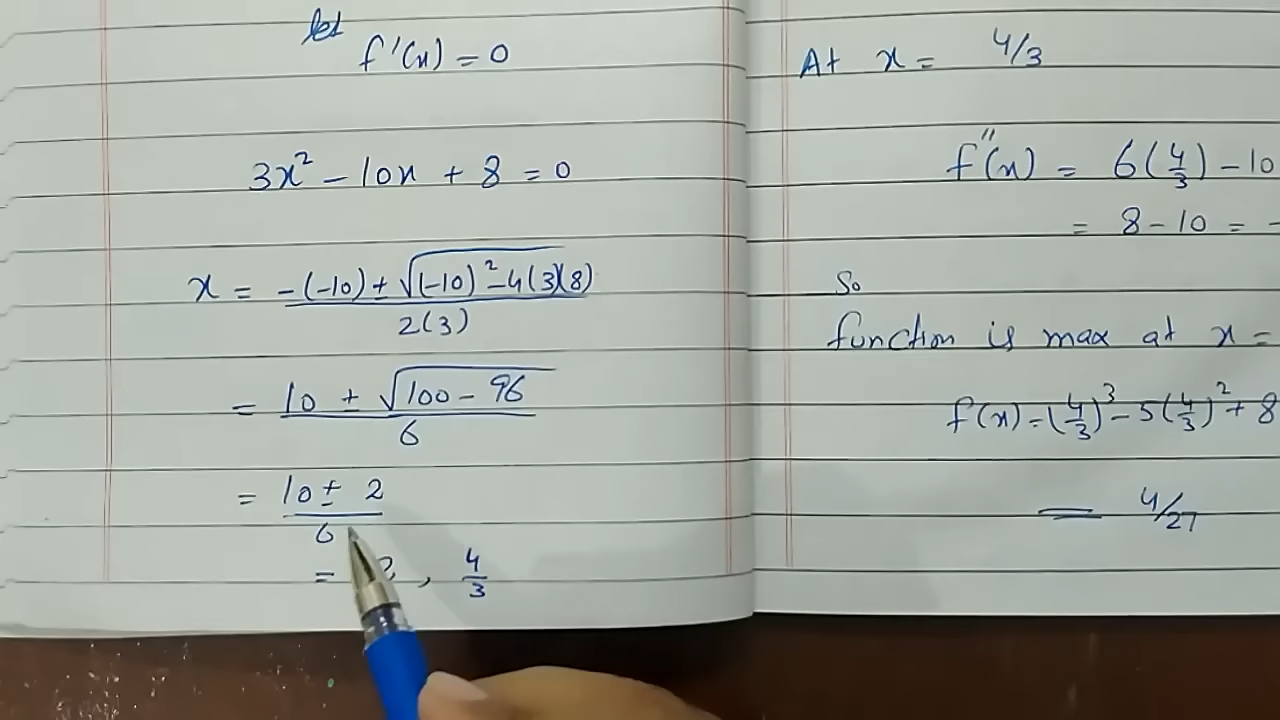 let
f'(x) = 0
3x² - 10x + 8 = 0
x = -(-10) ± √(-10)² - 4(3)(8) / 2(3)
= 10 ± √100 - 96 / 6
= 10 ± 2 / 6
= , 4/3
At x = 4/3
f''(x) = 6(4/3) - 10
= 8 - 10 = -
So
function is max at x =
f(x) = (4/3)³ - 5(4/3)² + 8
= 4/27